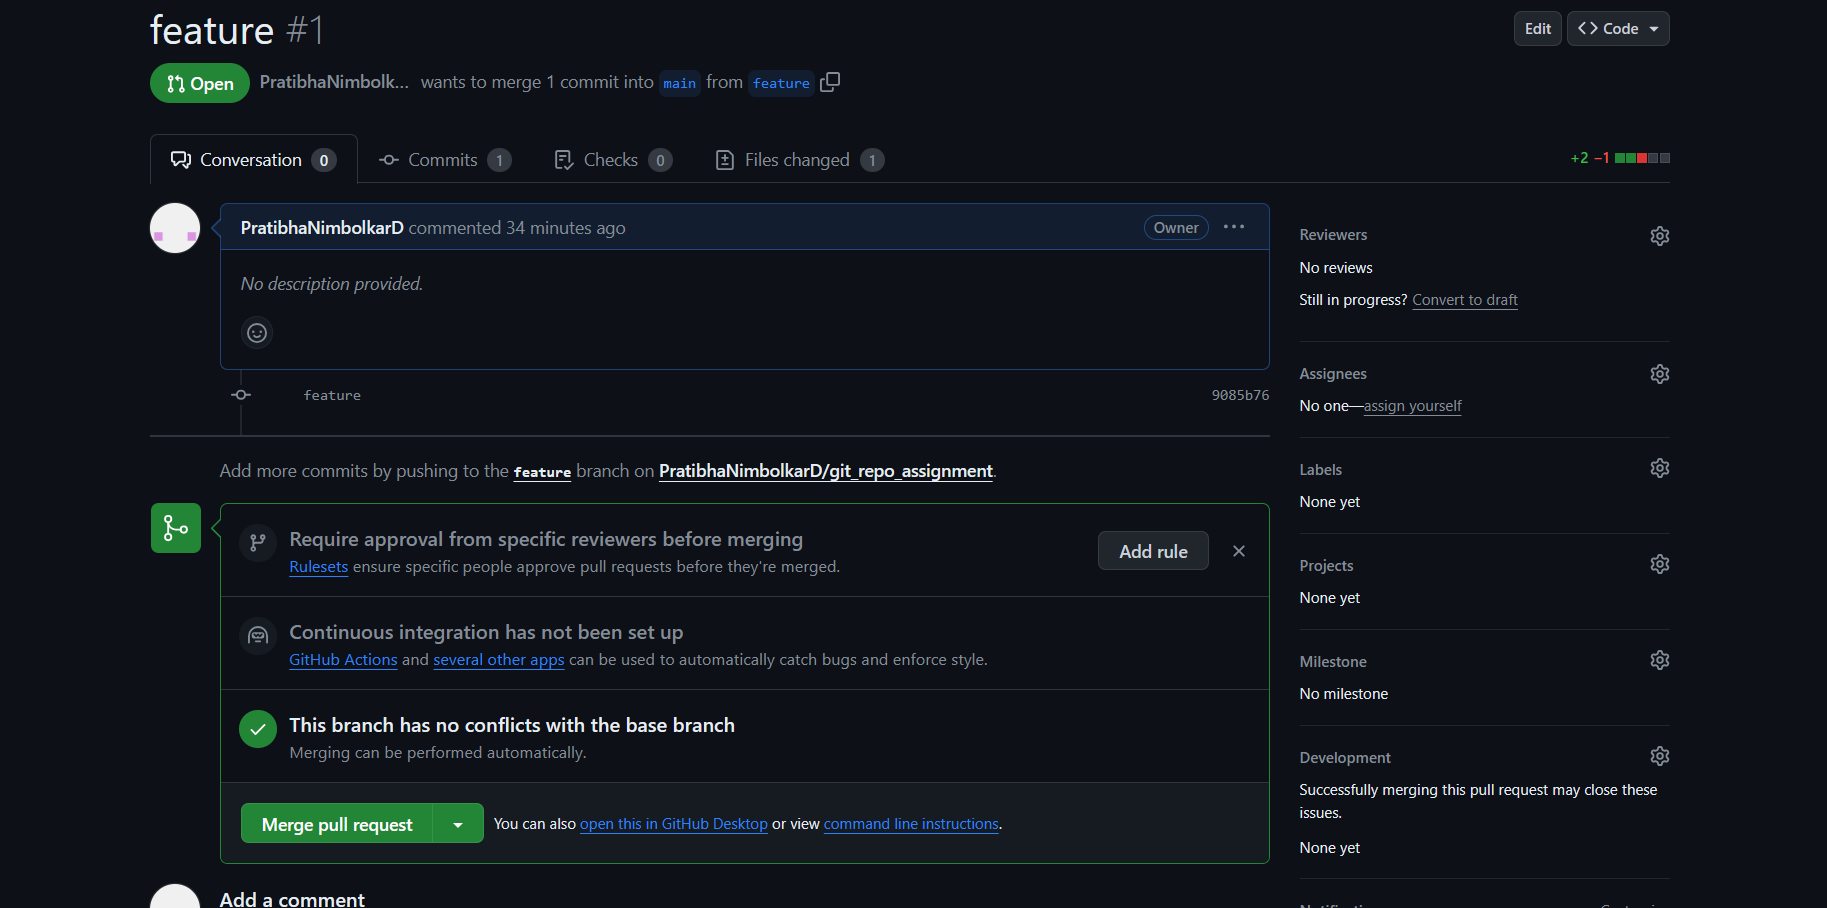 feature #1
Edit
Code
Open
PratibhaNimbolk... wants to merge 1 commit into main from feature
Conversation 0
Commits 1
Checks 0
Files changed 1
+2 −1
PratibhaNimbolkarD commented 34 minutes ago
Owner
No description provided.
feature
9085b76
Add more commits by pushing to the feature branch on PratibhaNimbolkarD/git_repo_assignment.
Require approval from specific reviewers before merging
Rulesets ensure specific people approve pull requests before they're merged.
Add rule
Continuous integration has not been set up
GitHub Actions and several other apps can be used to automatically catch bugs and enforce style.
This branch has no conflicts with the base branch
Merging can be performed automatically.
Merge pull request
You can also open this in GitHub Desktop or view command line instructions.
Add a comment
Reviewers
No reviews
Still in progress? Convert to draft
Assignees
No one—assign yourself
Labels
None yet
Projects
None yet
Milestone
No milestone
Development
Successfully merging this pull request may close these
issues.
None yet